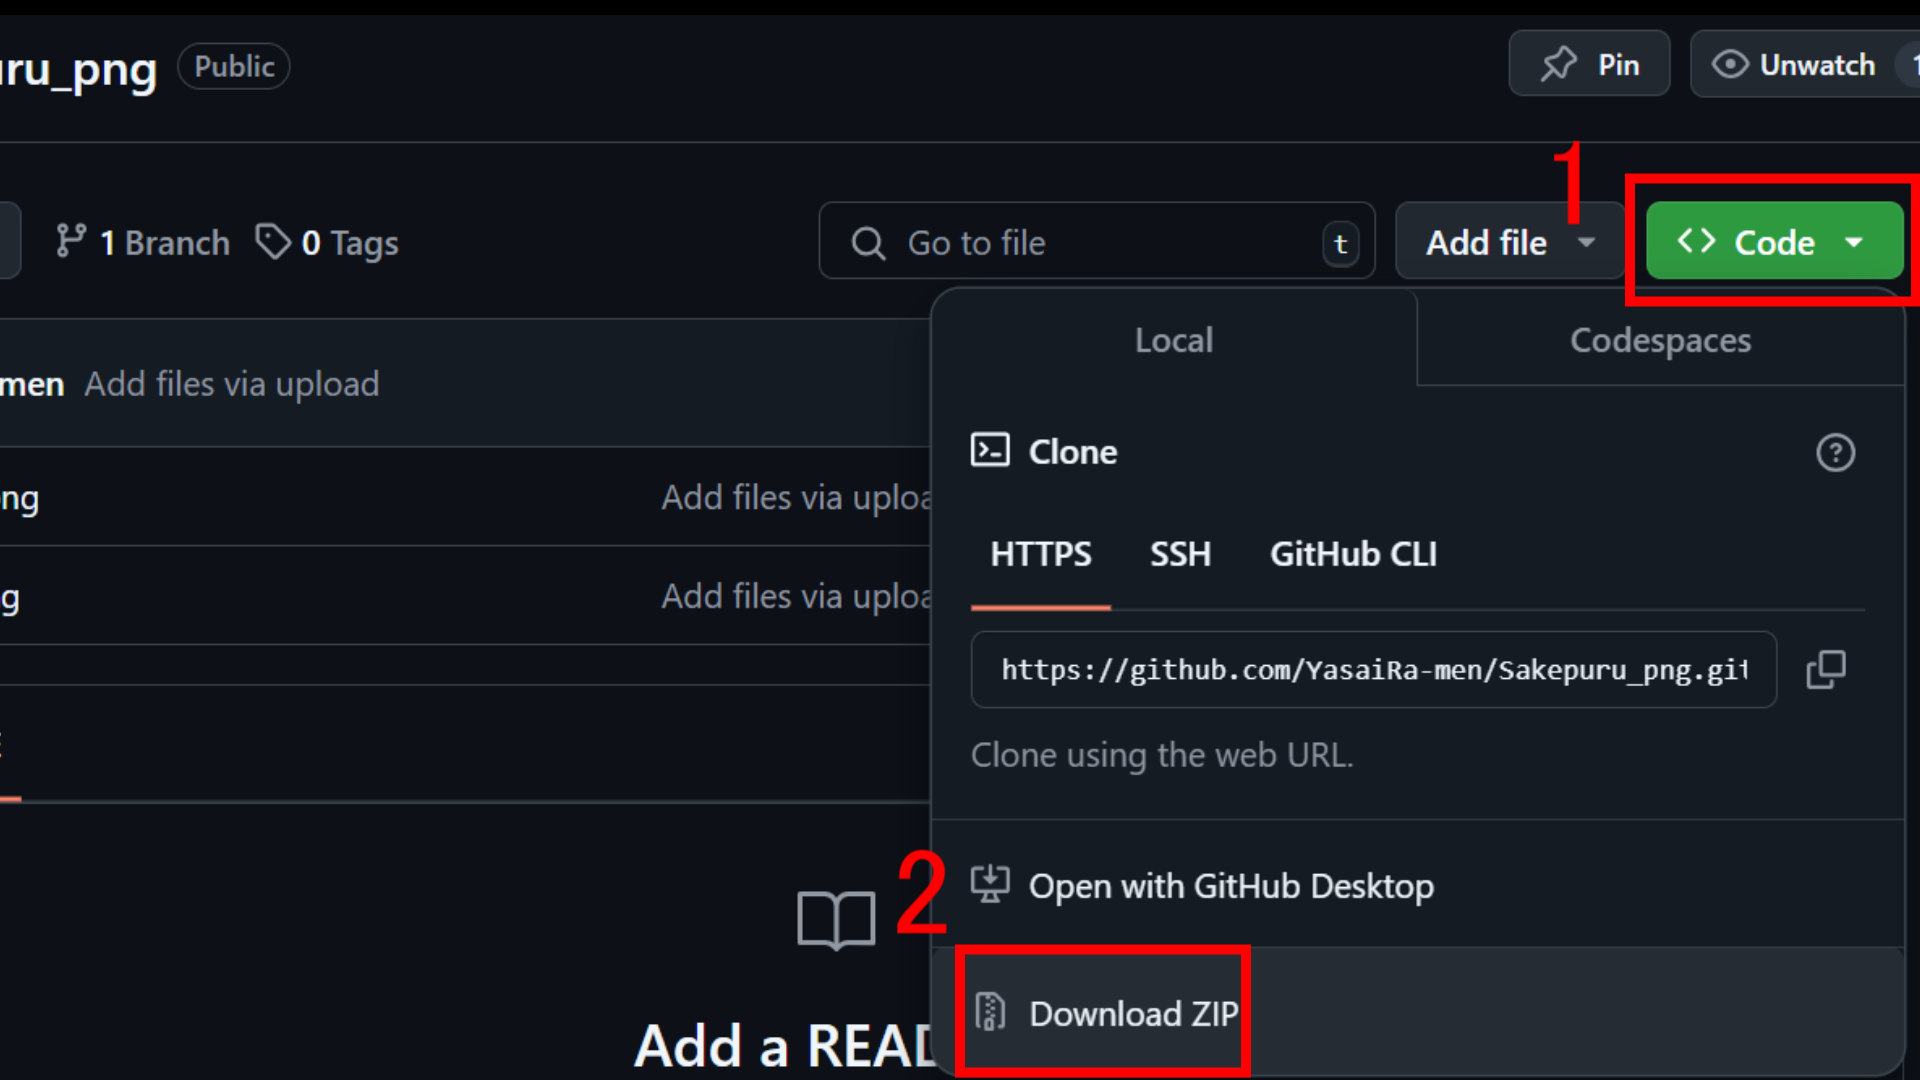 ru_png Public
Pin
Unwatch 1
1 Branch
0 Tags
Go to file t
Add file
1
Code
Local
Codespaces
men Add files via upload
Clone
ng Add files via uploa
HTTPS SSH GitHub CLI
g Add files via uploa
https://github.com/YasaiRa-men/Sakepuru_png.git
Clone using the web URL.
2
Open with GitHub Desktop
Download ZIP
Add a READ